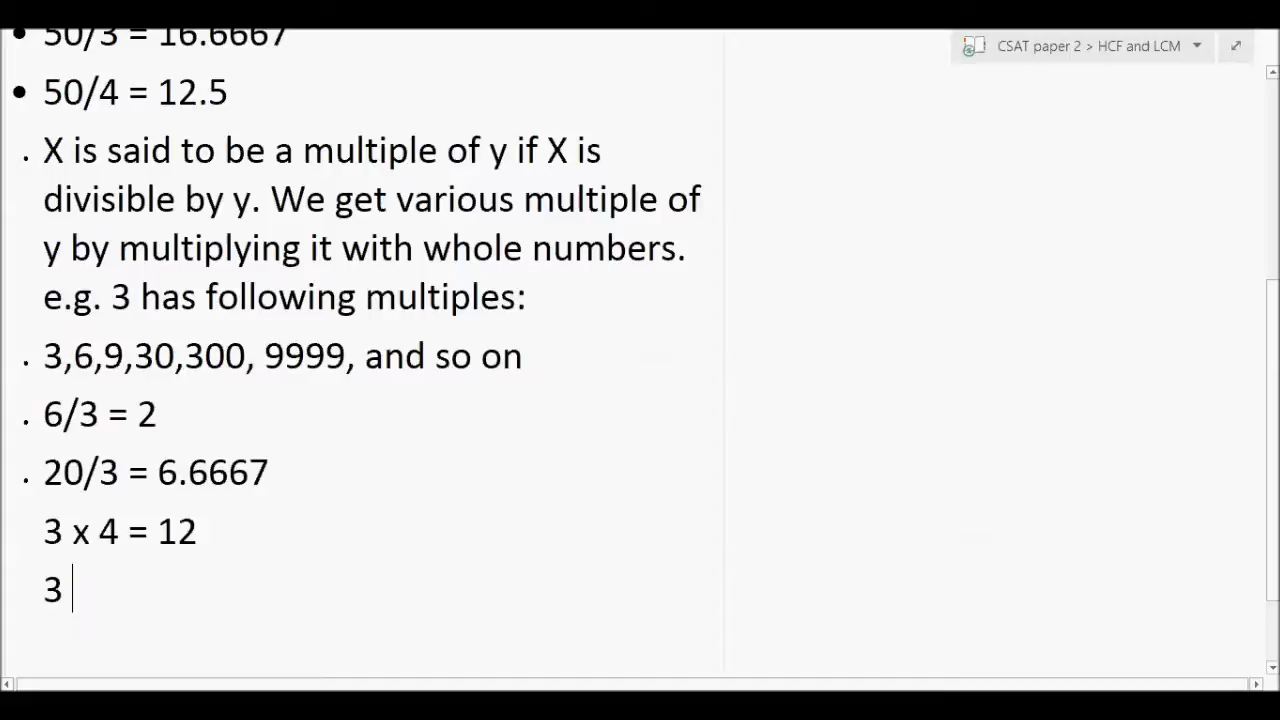 • 50/3 = 16.6667
CSAT paper 2 > HCF and LCM
• 50/4 = 12.5
. X is said to be a multiple of y if X is
divisible by y. We get various multiple of
y by multiplying it with whole numbers.
e.g. 3 has following multiples:
. 3,6,9,30,300, 9999, and so on
. 6/3 = 2
. 20/3 = 6.6667
3 x 4 = 12
3